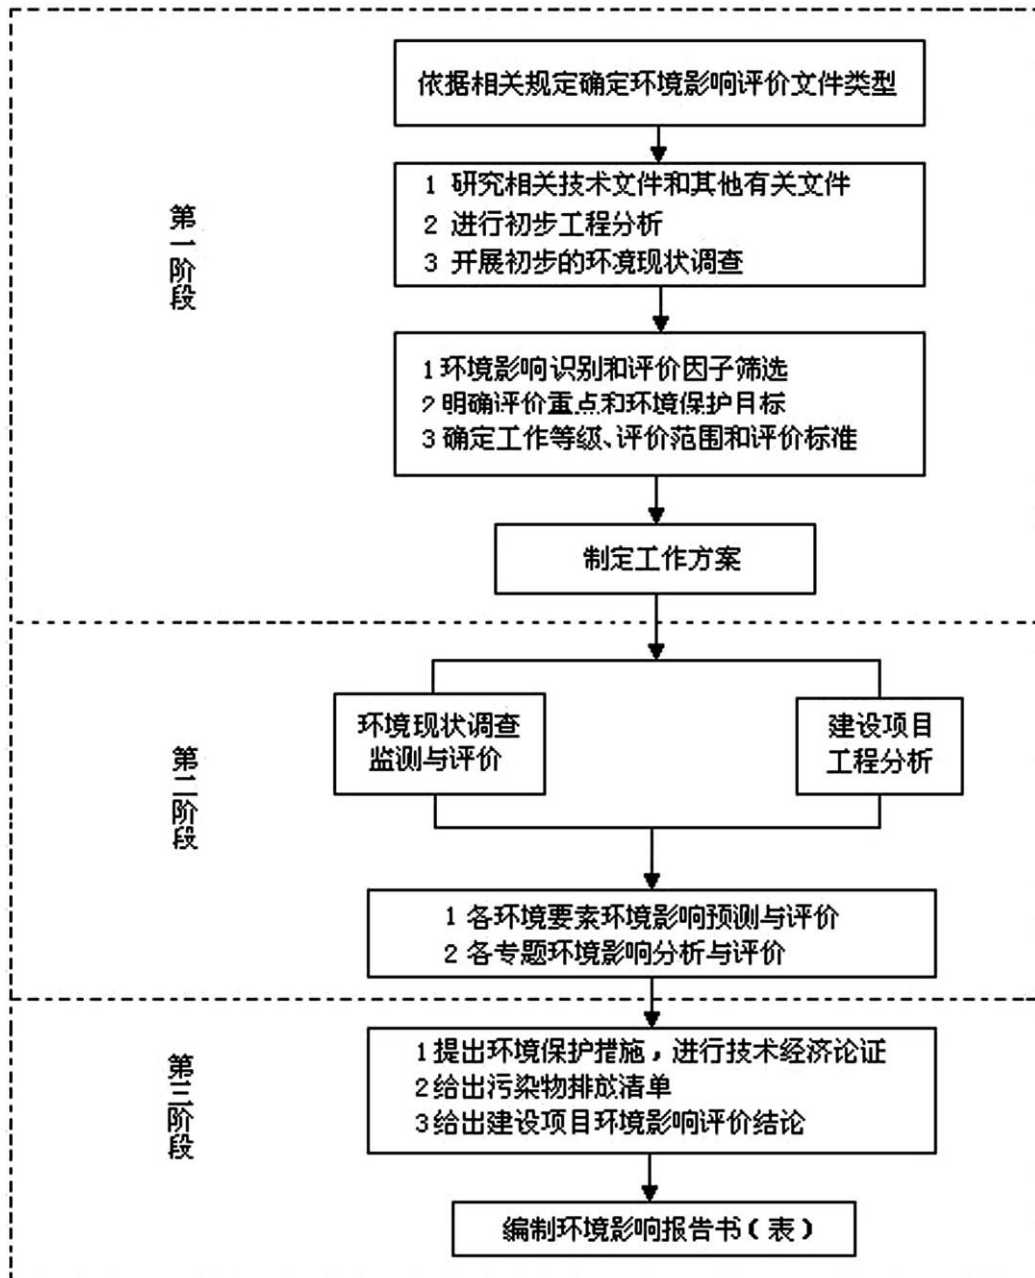 依据相关规定确定环境影响评价文件类型
第一阶段
1 研究相关技术文件和其他有关文件
2 进行初步工程分析
3 开展初步的环境现状调查
1环境影响识别和评价因子筛选
2明确评价重点和环境保护目标
3确定工作等级、评价范围和评价标准
制定工作方案
第二阶段
环境现状调查
监测与评价
建设项目
工程分析
1 各环境要素环境影响预测与评价
2 各专题环境影响分析与评价
第三阶段
1提出环境保护措施，进行技术经济论证
2给出污染物排放清单
3给出建设项目环境影响评价结论
编制环境影响报告书(表)